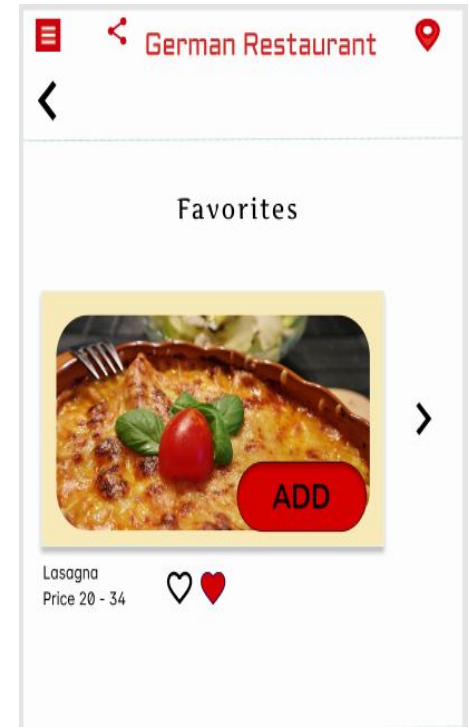 German Restaurant
Favorites
ADD
Lasagna
Price 20 - 34